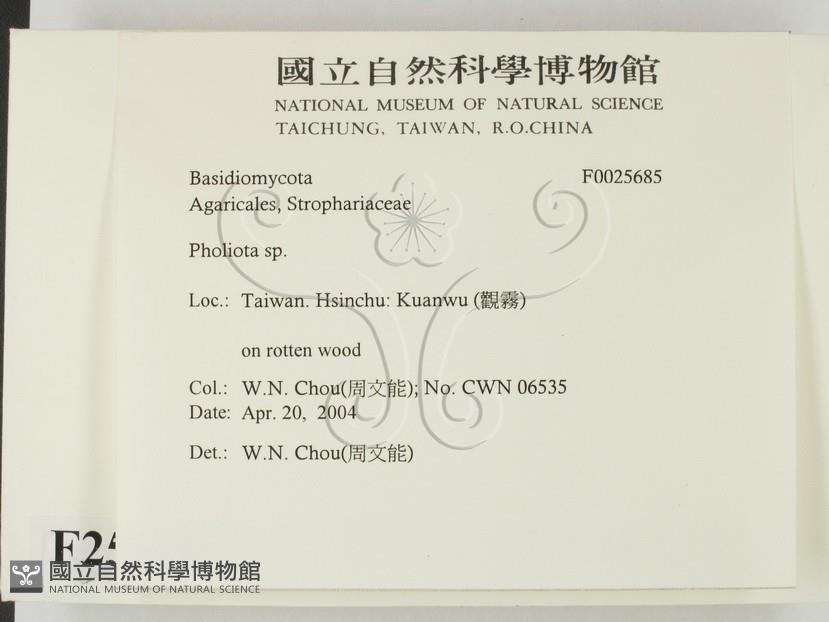 國立自然科學博物館
NATIONAL MUSEUM OF NATURAL SCIENCE
TAICHUNG, TAIWAN, R.O.CHINA
Basidiomycota F0025685
Agaricales, Strophariaceae
Pholiota sp.
Loc.: Taiwan. Hsinchu: Kuanwu (觀霧)
on rotten wood
Col.: W.N. Chou(周文能); No. CWN 06535
Date: Apr. 20, 2004
Det.: W.N. Chou(周文能)
F25
國立自然科學博物館
NATIONAL MUSEUM OF NATURAL SCIENCE